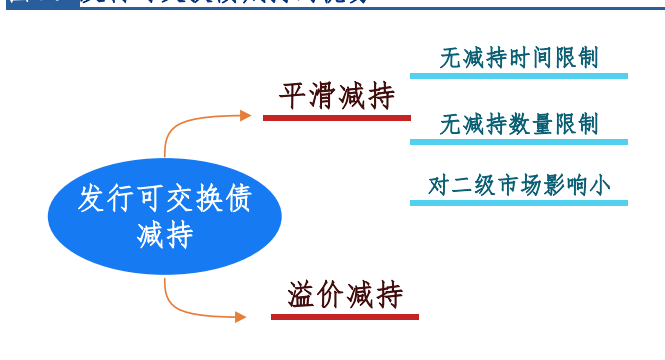 无减持时间限制
平滑减持
无减持数量限制
对二级市场影响小
发行可交换债
减持
溢价减持